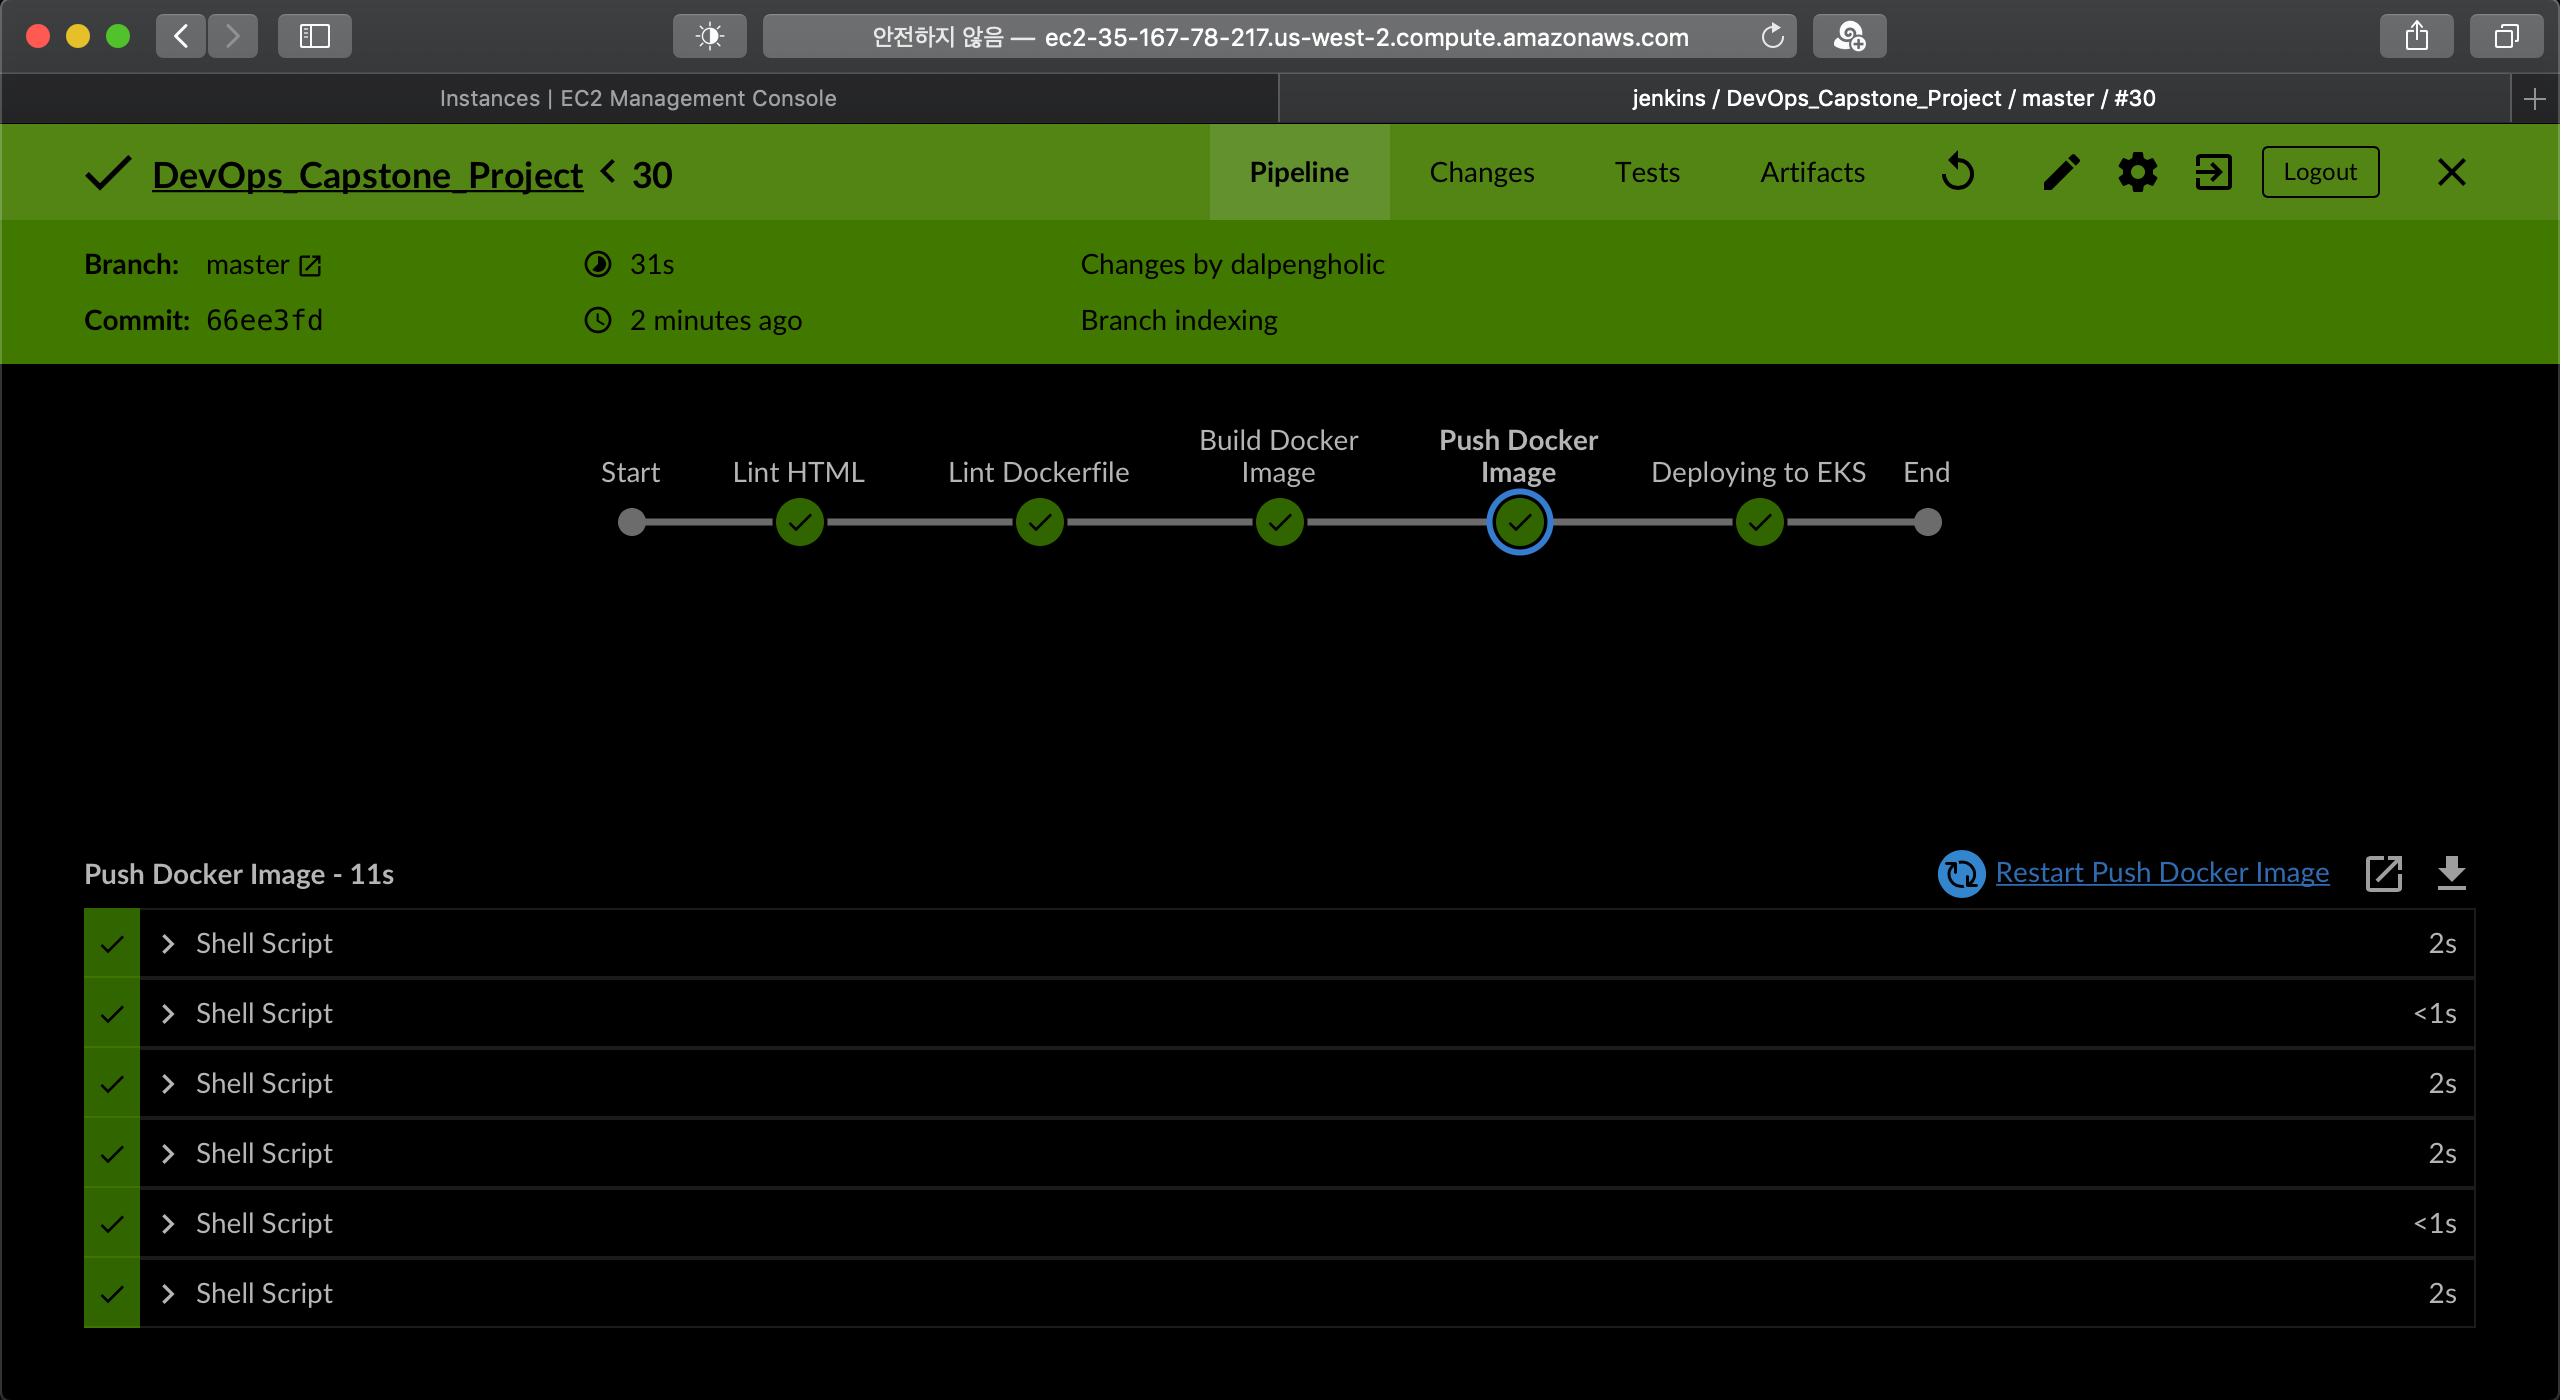 안전하지 않음 — ec2-35-167-78-217.us-west-2.compute.amazonaws.com
Instances | EC2 Management Console
jenkins / DevOps_Capstone_Project / master / #30
DevOps_Capstone_Project < 30
Pipeline
Changes
Tests
Artifacts
Logout
Branch: master
31s
Changes by dalpengholic
Commit: 66ee3fd
2 minutes ago
Branch indexing
Start
Lint HTML
Lint Dockerfile
Build Docker
Image
Push Docker
Image
Deploying to EKS
End
Push Docker Image - 11s
Restart Push Docker Image
Shell Script 2s
Shell Script <1s
Shell Script 2s
Shell Script 2s
Shell Script <1s
Shell Script 2s